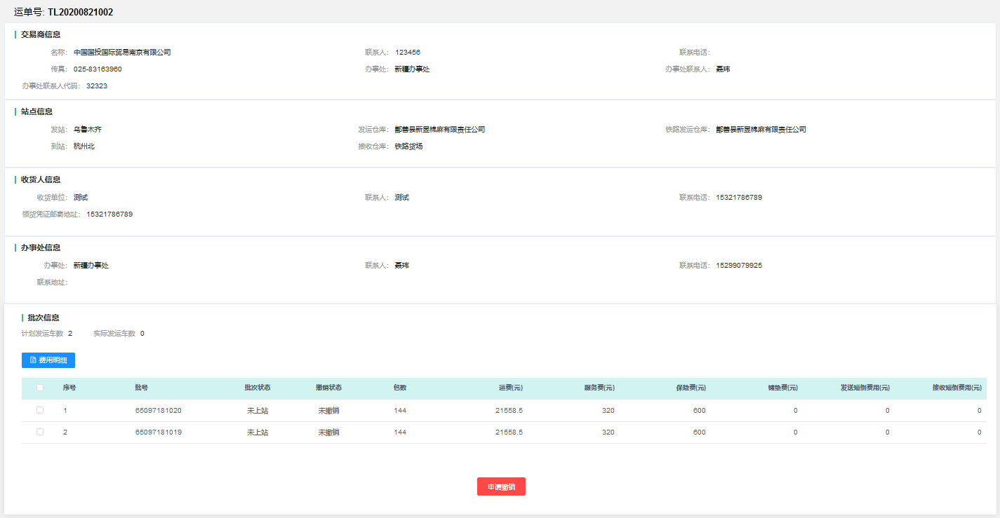 运单号: TL20200821002
交易商信息
名称： 中国国投国际贸易南京有限公司 联系人： 123456 联系电话：
传真： 025-83163960 办事处： 新疆办事处 办事处联系人： 聂玮
办事处联系人代码： 32323
站点信息
发站： 乌鲁木齐 发运仓库： 鄯善县新昱棉麻有限责任公司 铁路发运仓库： 鄯善县新昱棉麻有限责任公司
到站： 杭州北 接收仓库： 铁路货场
收货人信息
收货单位： 测试 联系人： 测试 联系电话： 15321786789
领货凭证邮寄地址： 15321786789
办事处信息
办事处： 新疆办事处 联系人： 聂玮 联系电话： 15299079925
联系地址：
批次信息
计划发运车数 2 实际发运车数 0
费用明细
序号 批号 批次状态 撤销状态 包数 运费(元) 服务费(元) 保险费(元) 铺垫费(元) 发送短倒费用(元) 接收短倒费用(元)
1 65097181020 未上站 未撤销 144 21558.5 320 600 0 0 0
2 65097181019 未上站 未撤销 144 21558.5 320 600 0 0 0
申请撤销